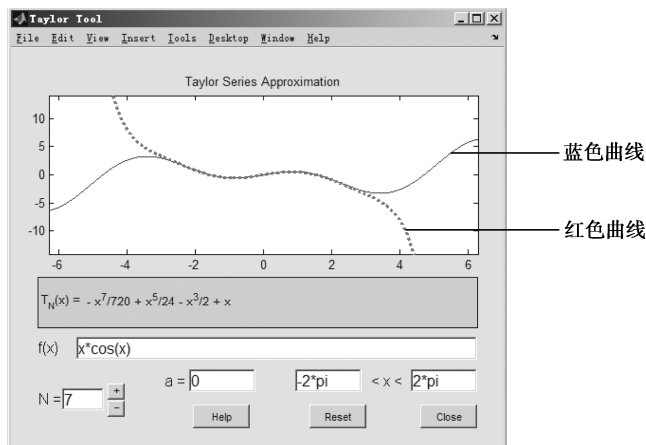 Taylor Tool
File Edit View Insert Tools Desktop Window Help
Taylor Series Approximation
10
5
0
-5
-10
-6 -4 -2 0 2 4 6
蓝色曲线
红色曲线
T_N(x) = - x^7/720 + x^5/24 - x^3/2 + x
f(x) x*cos(x)
N = 7 + − a = 0 -2*pi < x < 2*pi
Help Reset Close